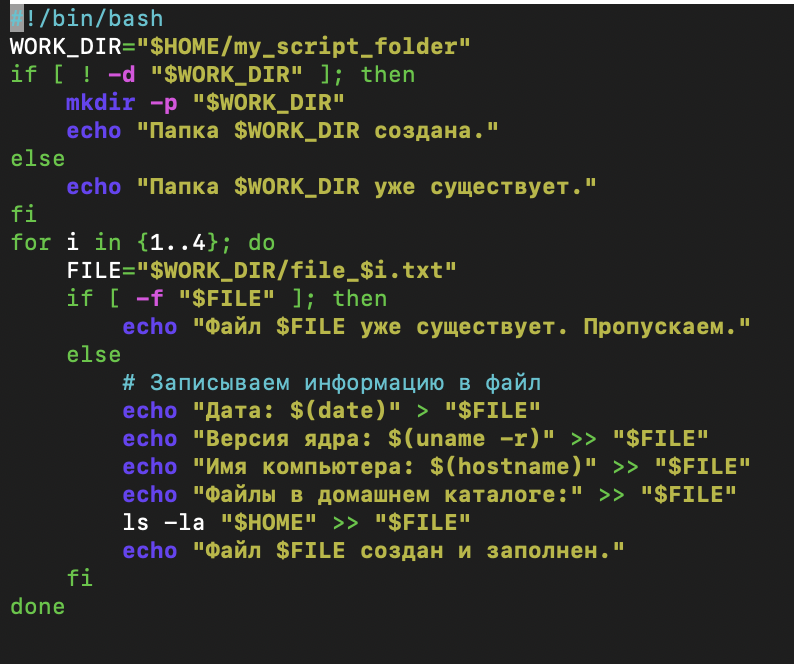 #!/bin/bash
WORK_DIR="$HOME/my_script_folder"
if [ ! -d "$WORK_DIR" ]; then
    mkdir -p "$WORK_DIR"
    echo "Папка $WORK_DIR создана."
else
    echo "Папка $WORK_DIR уже существует."
fi
for i in {1..4}; do
    FILE="$WORK_DIR/file_$i.txt"
    if [ -f "$FILE" ]; then
        echo "Файл $FILE уже существует. Пропускаем."
    else
        # Записываем информацию в файл
        echo "Дата: $(date)" > "$FILE"
        echo "Версия ядра: $(uname -r)" >> "$FILE"
        echo "Имя компьютера: $(hostname)" >> "$FILE"
        echo "Файлы в домашнем каталоге:" >> "$FILE"
        ls -la "$HOME" >> "$FILE"
        echo "Файл $FILE создан и заполнен."
    fi
done